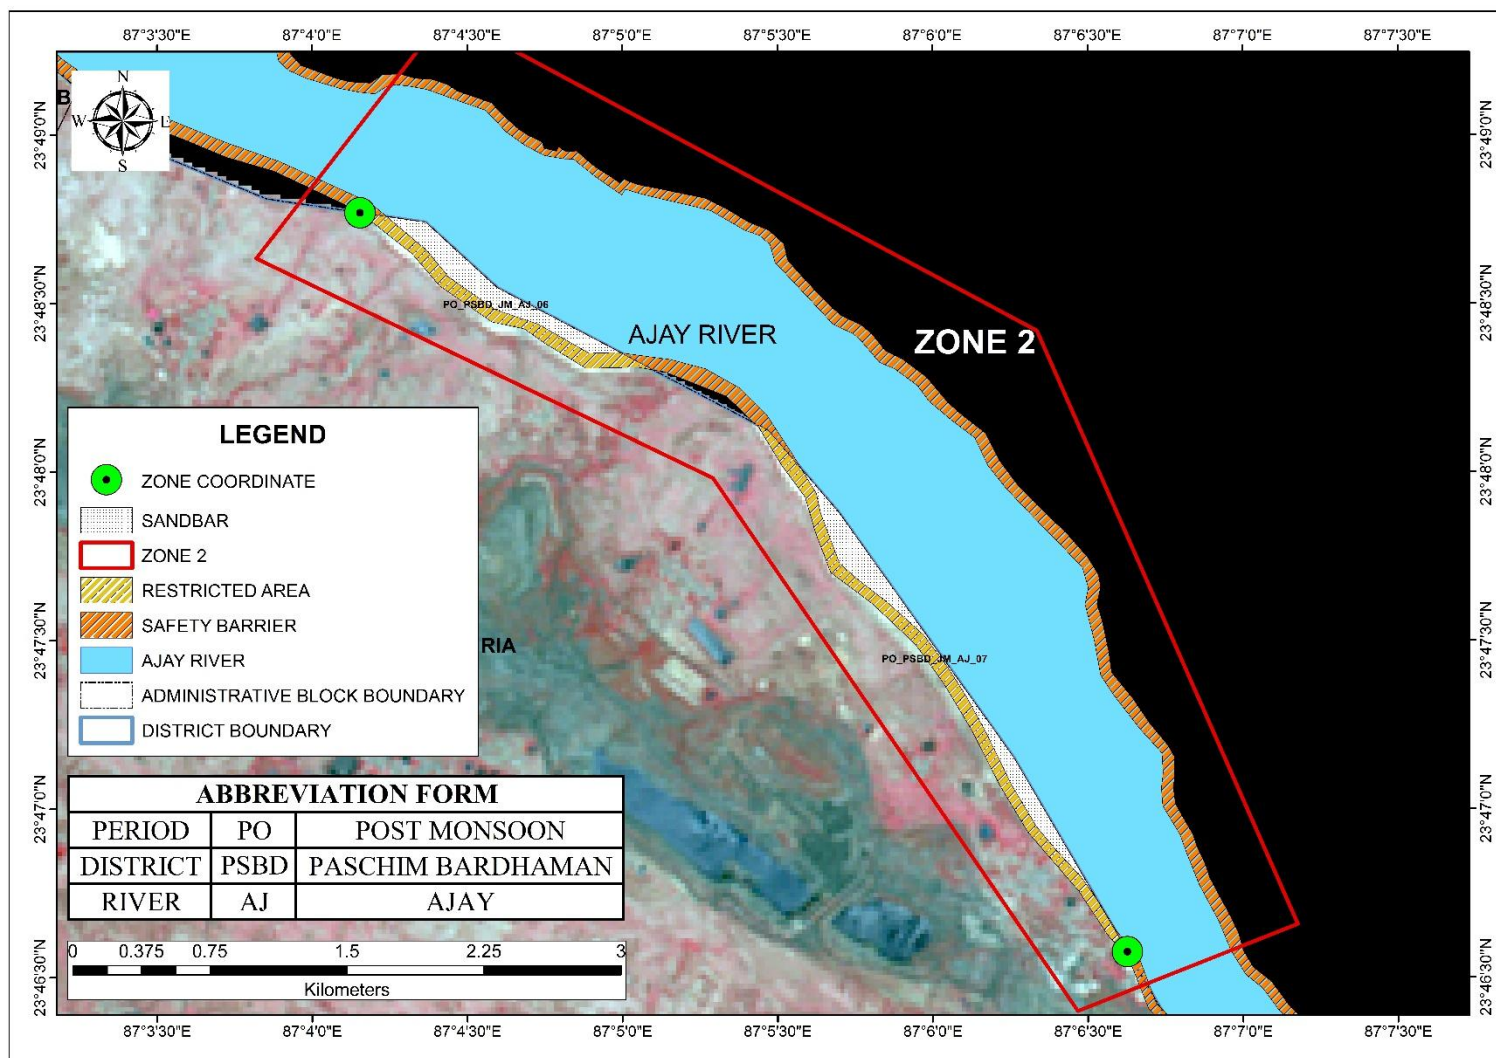 87°3'30"E 87°4'0"E 87°4'30"E 87°5'0"E 87°5'30"E 87°6'0"E 87°6'30"E 87°7'0"E 87°7'30"E
N
W E
S
B
23°49'0"N 23°49'0"N
23°48'30"N 23°48'30"N
PO_PSBD_JM_AJ_06
AJAY RIVER
ZONE 2
23°48'0"N 23°48'0"N
LEGEND
ZONE COORDINATE
SANDBAR
ZONE 2
RESTRICTED AREA
SAFETY BARRIER
AJAY RIVER
ADMINISTRATIVE BLOCK BOUNDARY
DISTRICT BOUNDARY
RIA
23°47'30"N 23°47'30"N
PO_PSBD_JM_AJ_07
23°47'0"N 23°47'0"N
ABBREVIATION FORM
PERIOD PO POST MONSOON
DISTRICT PSBD PASCHIM BARDHAMAN
RIVER AJ AJAY
0 0.375 0.75 1.5 2.25 3
Kilometers
23°46'30"N 23°46'30"N
87°3'30"E 87°4'0"E 87°4'30"E 87°5'0"E 87°5'30"E 87°6'0"E 87°6'30"E 87°7'0"E 87°7'30"E